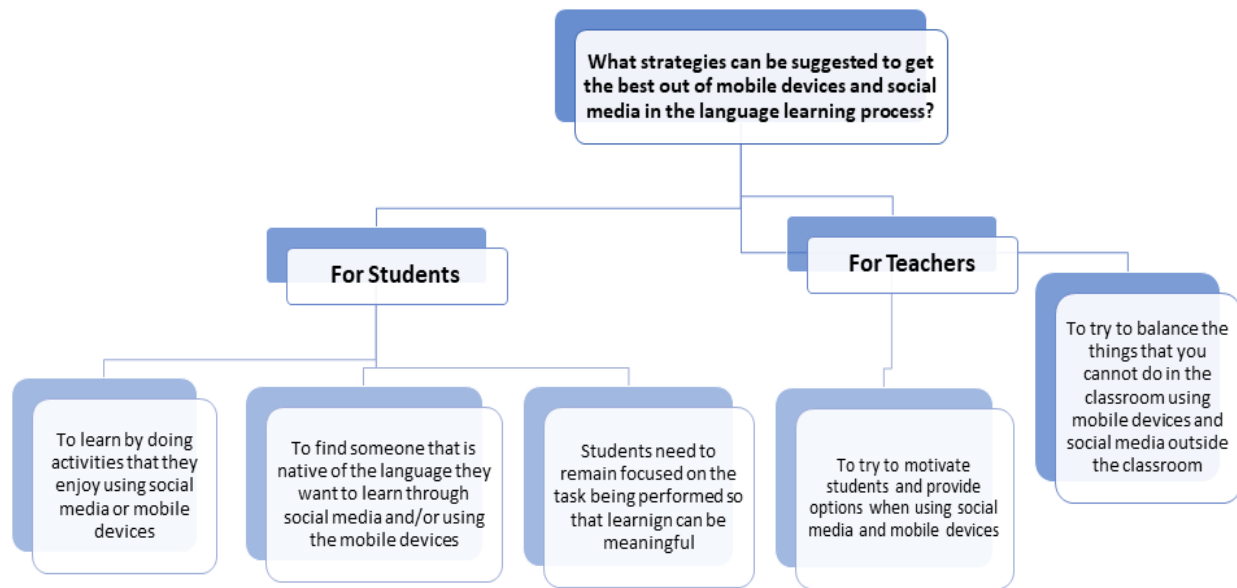 What strategies can be suggested to get
the best out of mobile devices and social
media in the language learning process?
For Students
For Teachers
To learn by doing
activities that they
enjoy using social
media or mobile
devices
To find someone that is
native of the language they
want to learn through
social media and/or using
the mobile devices
Students need to
remain focused on the
task being performed so
that learnign can be
meaningful
To try to motivate
students and provide
options when using social
media and mobile devices
To try to balance the
things that you
cannot do in the
classroom using
mobile devices and
social media outside
the classroom